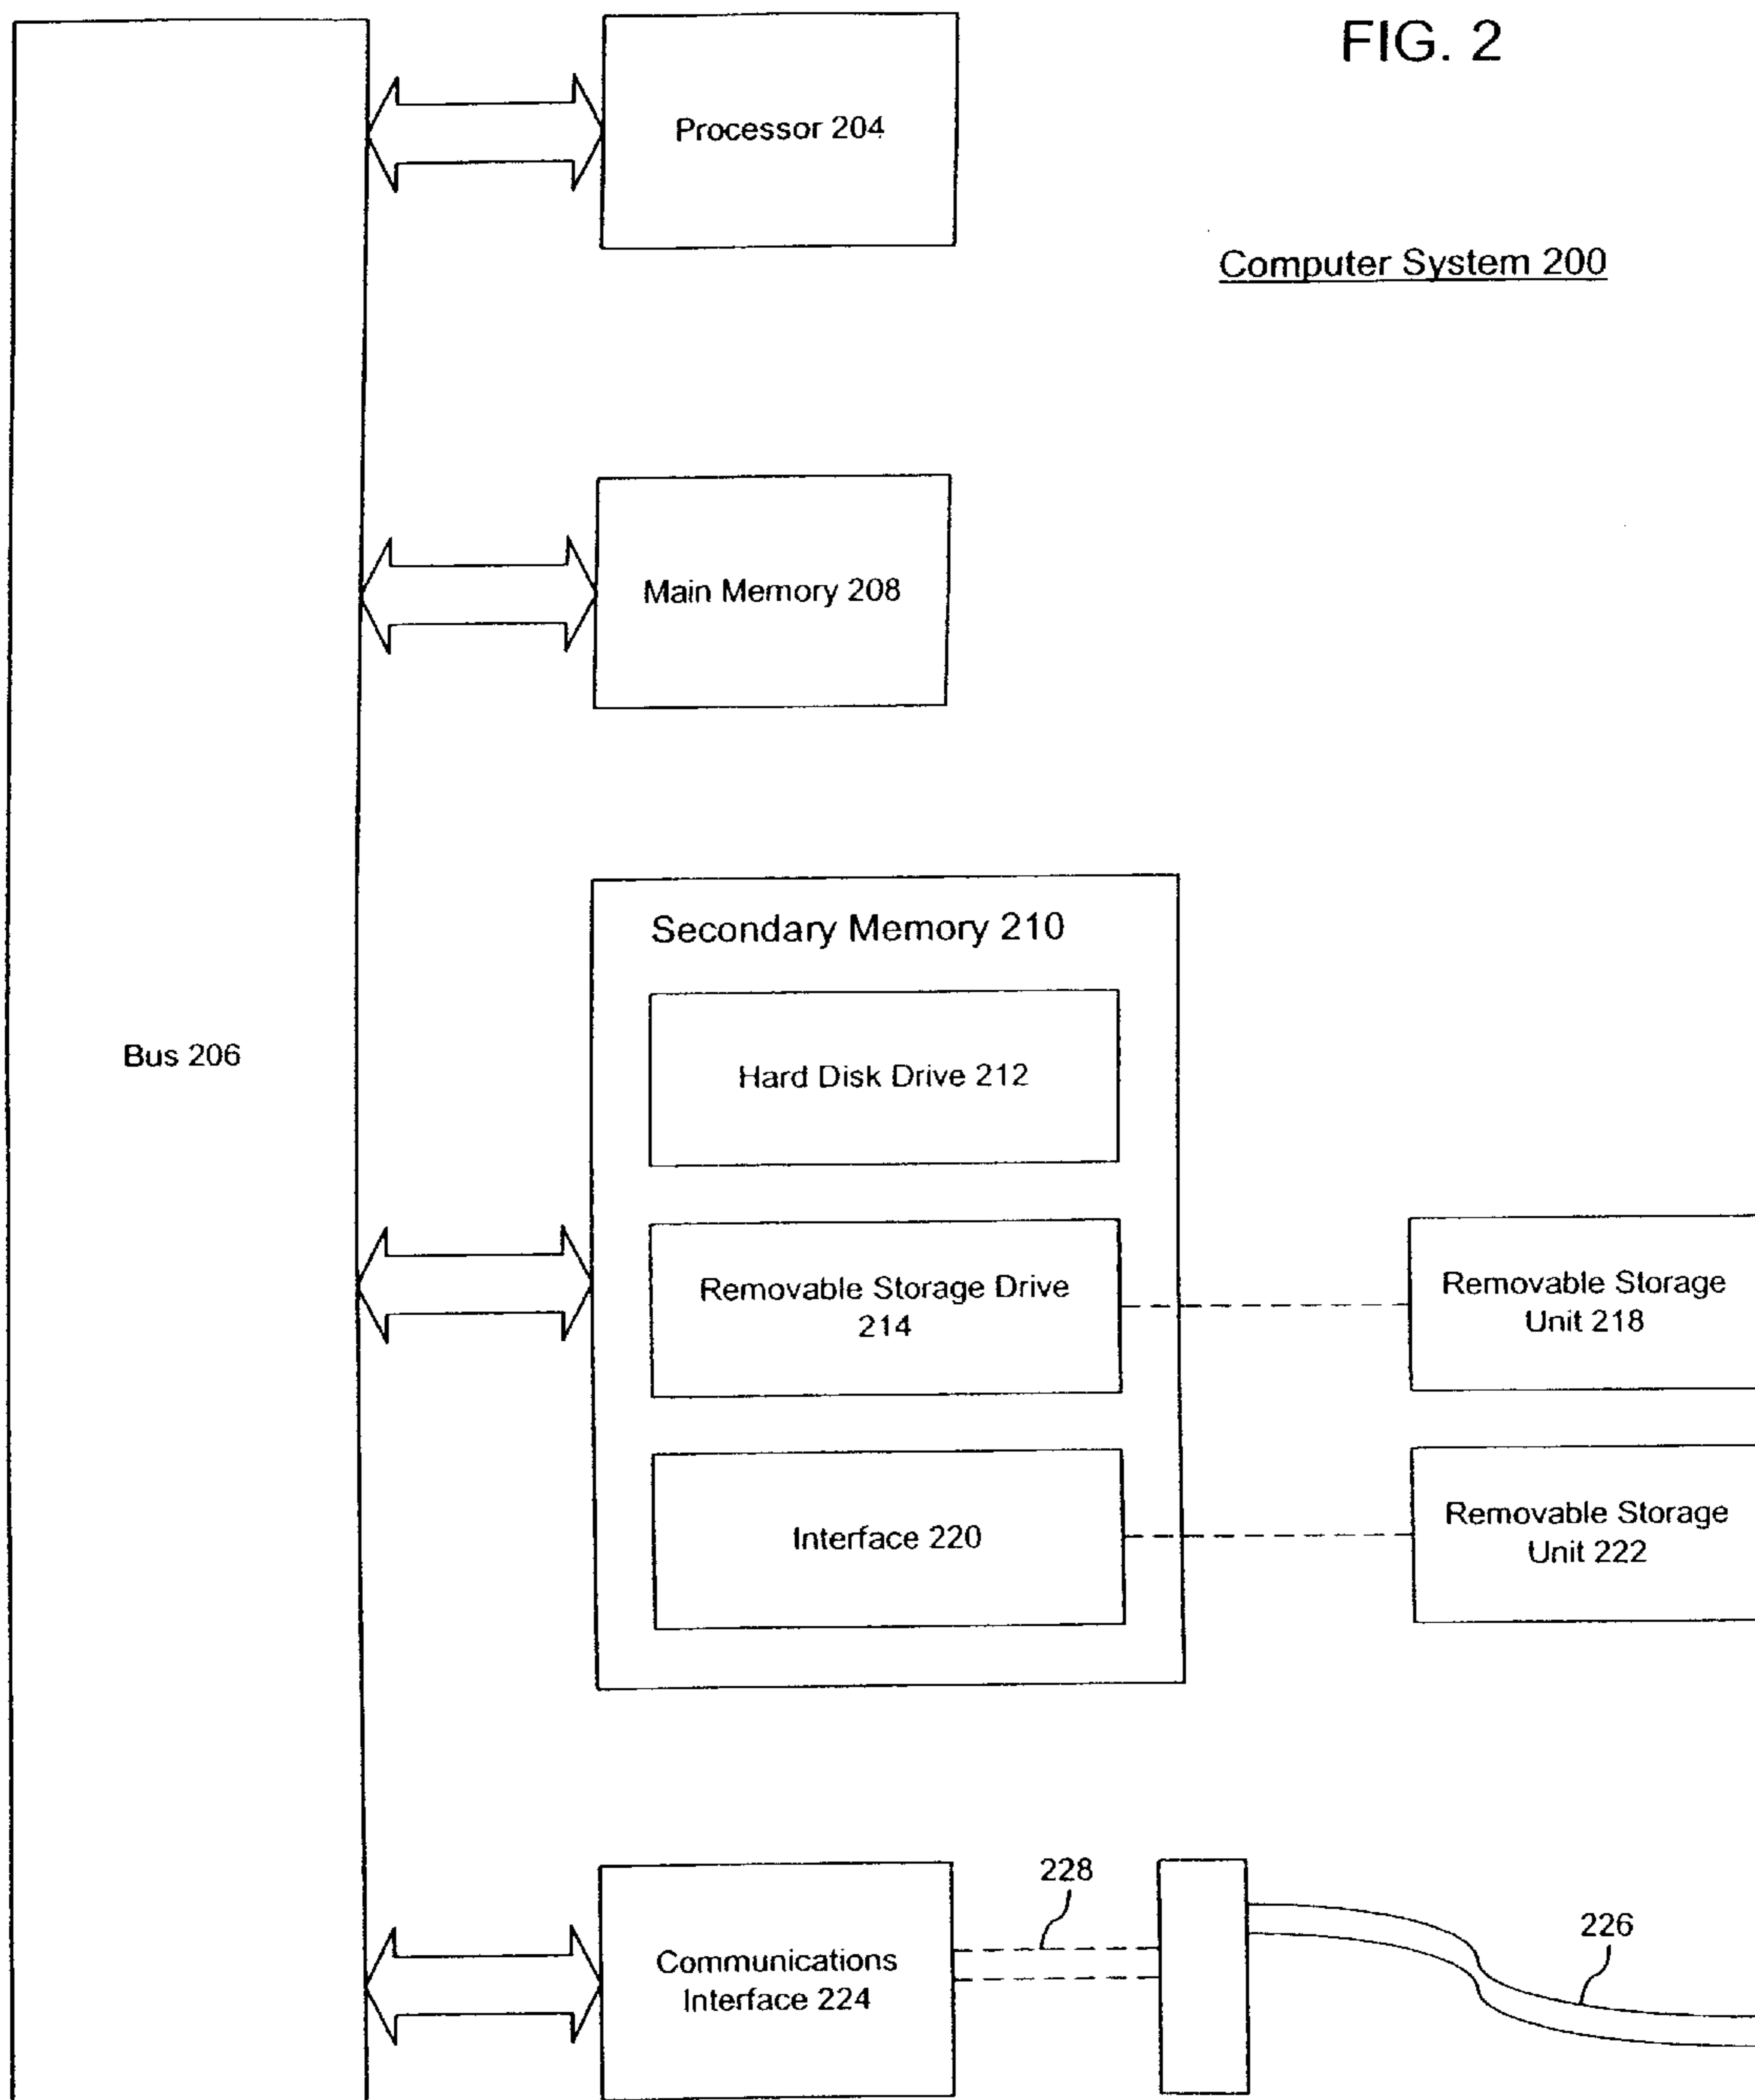 FIG. 2
Processor 204
Computer System 200
Main Memory 208
Secondary Memory 210
Bus 206
Hard Disk Drive 212
Removable Storage Drive
214
Removable Storage
Unit 218
Interface 220
Removable Storage
Unit 222
228
226
Communications
Interface 224